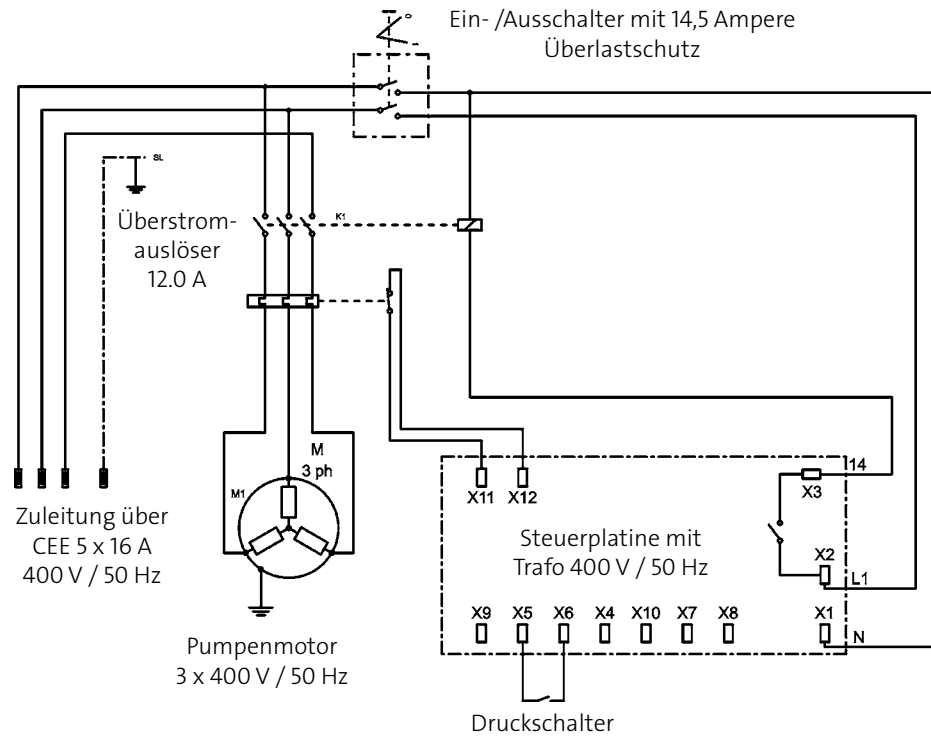 Ein- /Ausschalter mit 14,5 Ampere
Überlastschutz
SL
Überstrom-
auslöser
12.0 A
K1
M
3 ph
M1
Zuleitung über
CEE 5 x 16 A
400 V / 50 Hz
Pumpenmotor
3 x 400 V / 50 Hz
X11
X12
X3
14
Steuerplatine mit
Trafo 400 V / 50 Hz
X2
L1
X9
X5
X6
X4
X10
X7
X8
X1
N
Druckschalter